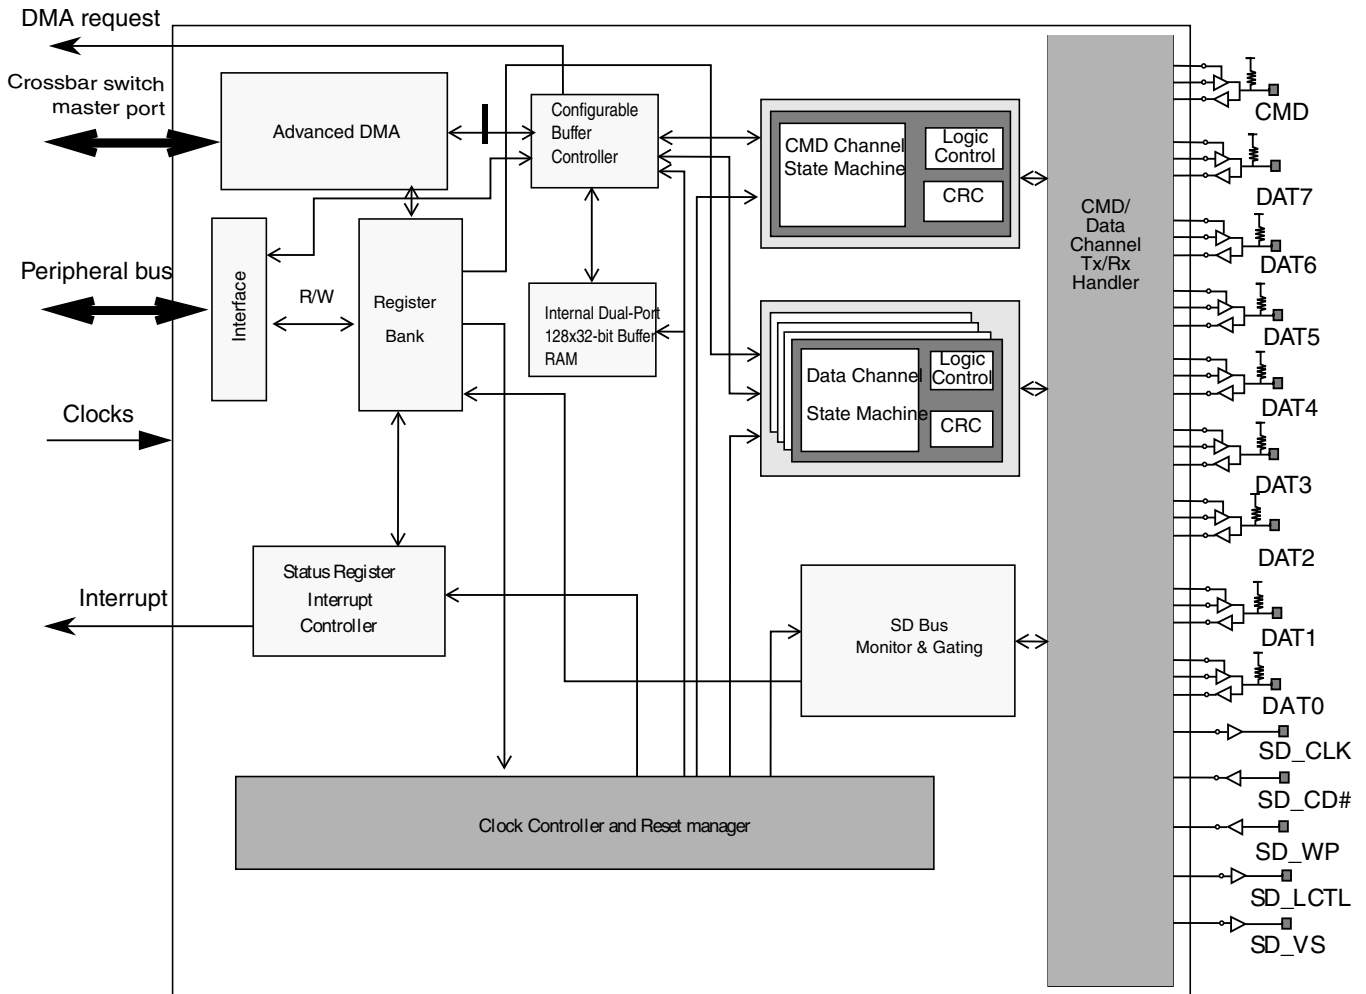 DMA request
Crossbar switch
master port
Peripheral bus
Clocks
Interrupt
Advanced DMA
Configurable
Buffer
Controller
Interface
R/W
Register
Bank
Internal Dual-Port
128x32-bit Buffer
RAM
Status Register
Interrupt
Controller
CMD Channel
State Machine
Logic
Control
CRC
Data Channel
State Machine
Logic
Control
CRC
SD Bus
Monitor & Gating
Clock Controller and Reset manager
CMD/
Data
Channel
Tx/Rx
Handler
CMD
DAT7
DAT6
DAT5
DAT4
DAT3
DAT2
DAT1
DAT0
SD_CLK
SD_CD#
SD_WP
SD_LCTL
SD_VS